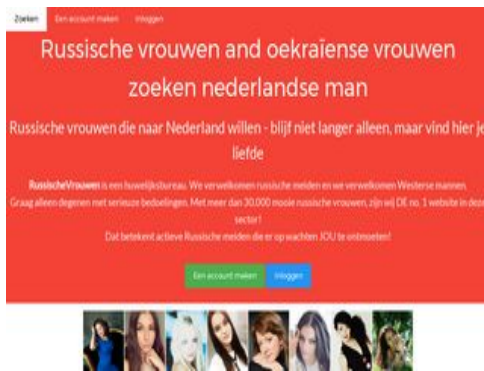 Zoeken Een account maken Inloggen
Russische vrouwen and oekraïense vrouwen
zoeken nederlandse man
Russische vrouwen die naar Nederland willen - blijf niet langer alleen, maar vind hier je
liefde
RussischeVrouwen is een huwelijksbureau. We verwelkomen russische meiden en we verwelkomen Westerse mannen.
Graag alleen degenen met serieuze bedoelingen. Met meer dan 30.000 mooie russische vrouwen, zijn wij DE no. 1 website in deze
sector!
Dat betekent actieve Russische meiden die er op wachten JOU te ontmoeten!
Een account maken Inloggen